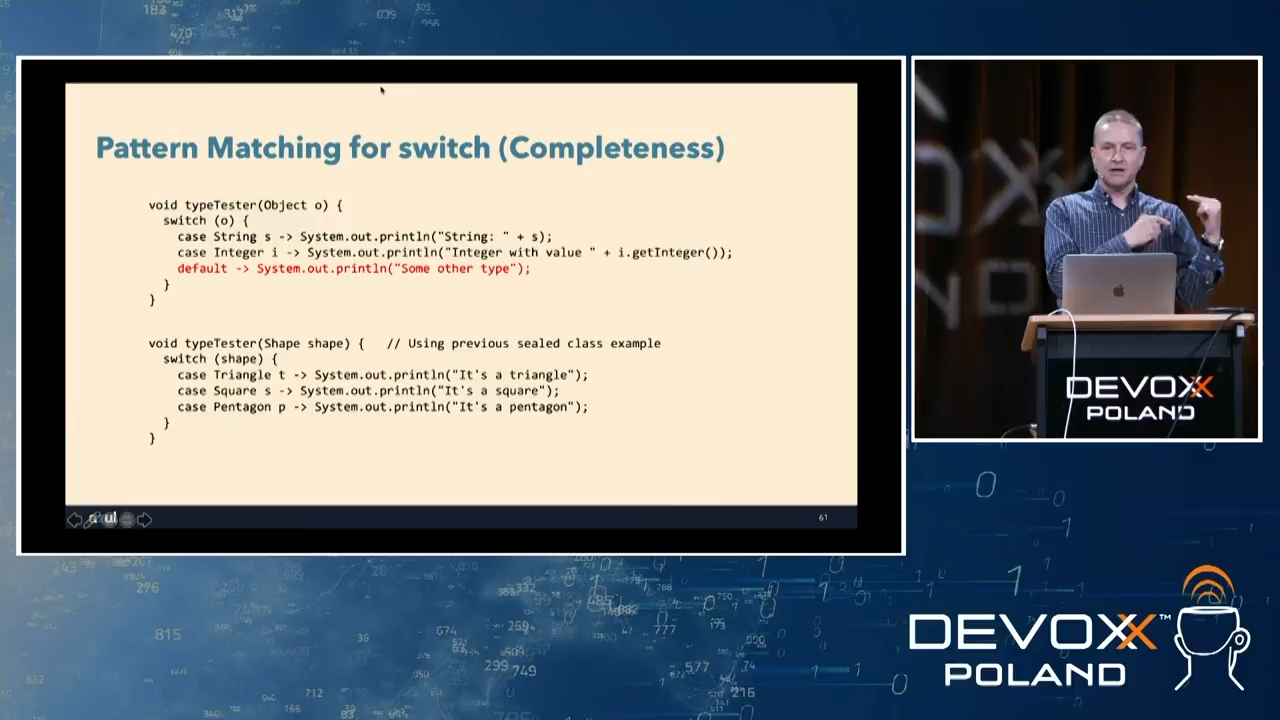 Pattern Matching for switch (Completeness)
void typeTester(Object o) {
switch (o) {
case String s -> System.out.println("String: " + s);
case Integer i -> System.out.println("Integer with value " + i.getInteger());
default -> System.out.println("Some other type");
}
}
void typeTester(Shape shape) { // Using previous sealed class example
switch (shape) {
case Triangle t -> System.out.println("It's a triangle");
case Square s -> System.out.println("It's a square");
case Pentagon p -> System.out.println("It's a pentagon");
}
}
61
DEVOXX
POLAND
DEVOXX™
POLAND